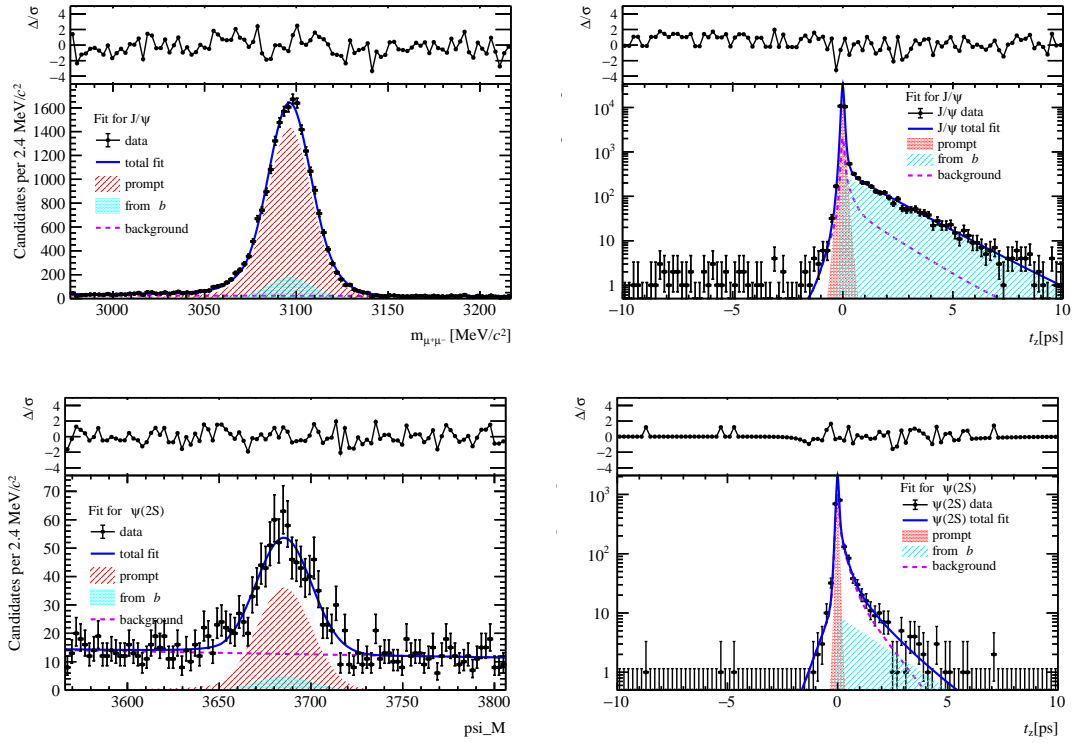 Δ/σ
4
2
0
−2
−4
Candidates per 2.4 MeV/c²
1600
1400
1200
1000
800
600
400
200
0
Fit for J/ψ
data
total fit
prompt
from b
background
3000
3050
3100
3150
3200
m_{μ⁺μ⁻} [MeV/c²]
Δ/σ
4
2
0
−2
−4
10⁴
10³
10²
10
1
Fit for J/ψ
J/ψ data
J/ψ total fit
prompt
from b
background
−10
−5
0
5
10
t_z[ps]
Δ/σ
4
2
0
−2
−4
Candidates per 2.4 MeV/c²
70
60
50
40
30
20
10
0
Fit for ψ(2S)
data
total fit
prompt
from b
background
3600
3650
3700
3750
3800
psi_M
Δ/σ
4
2
0
−2
−4
10³
10²
10
1
Fit for ψ(2S)
ψ(2S) data
ψ(2S) total fit
prompt
from b
background
−10
−5
0
5
10
t_z[ps]